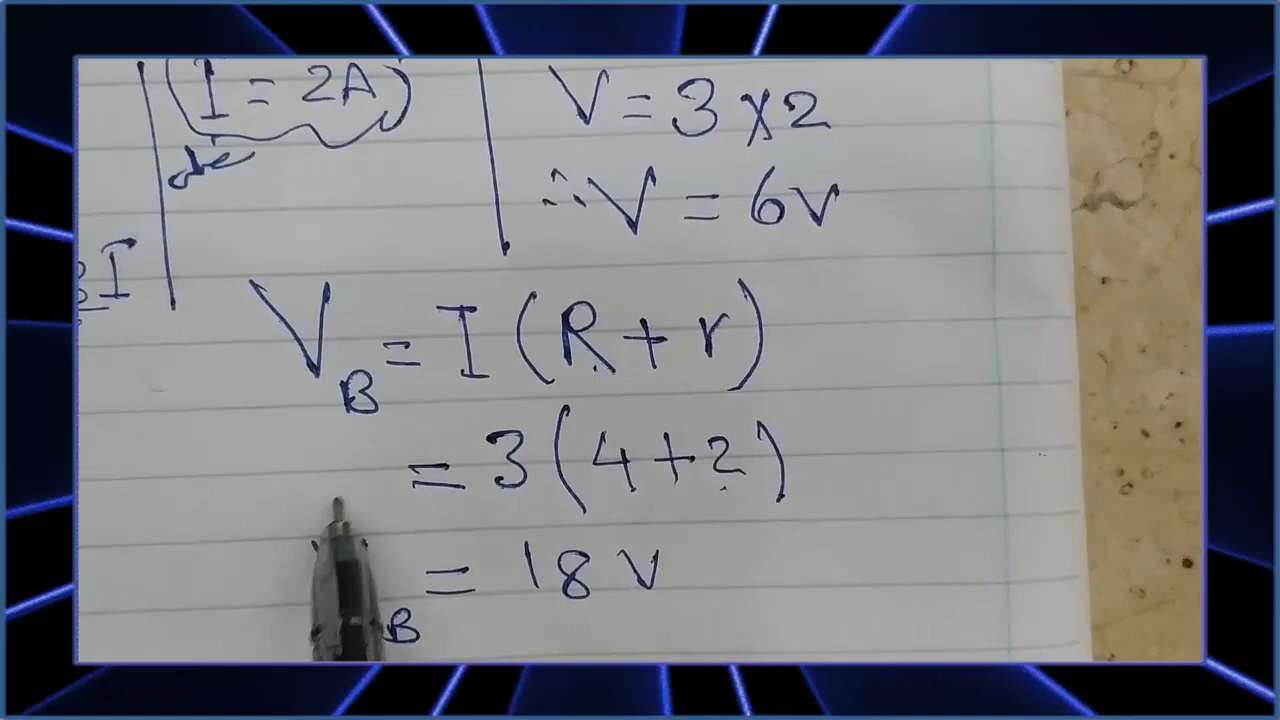 (I = 2A)
V = 3 x 2
∴ V = 6V
I
V_B = I (R + r)
= 3 (4 + 2)
B = 18 V